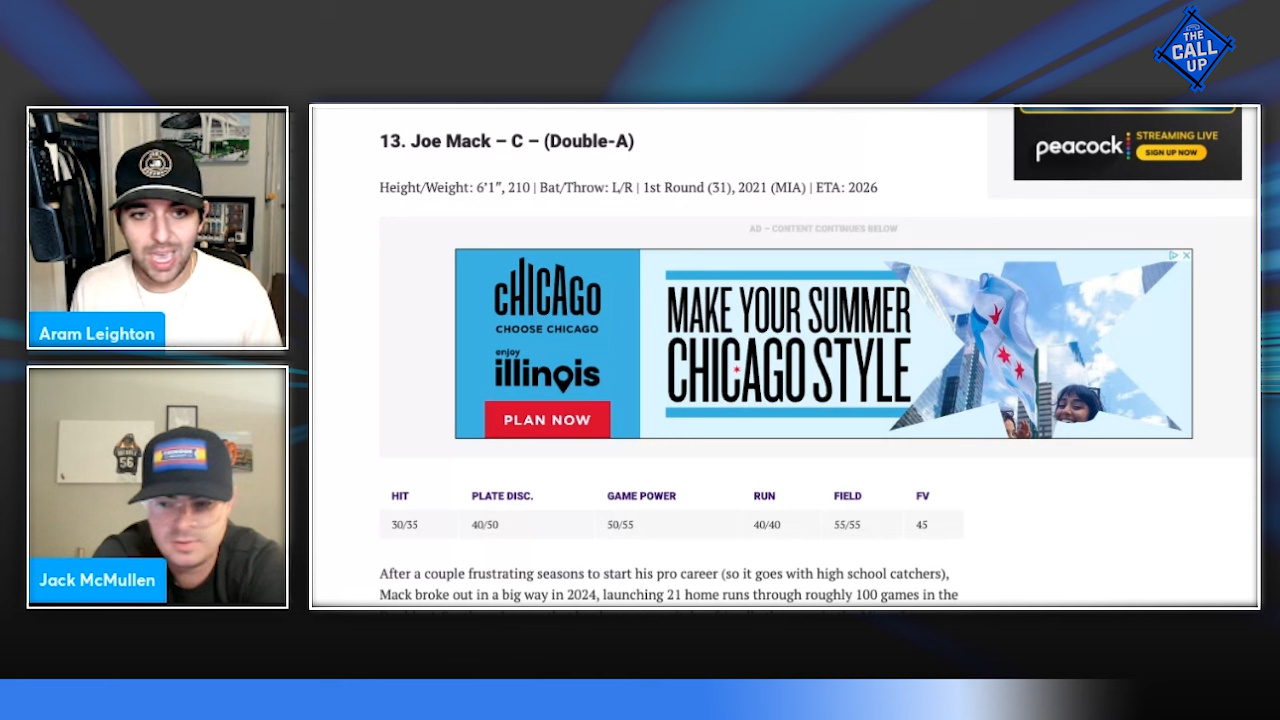 THE
CALL
UP
13. Joe Mack – C – (Double-A)
Height/Weight: 6'1", 210 | Bat/Throw: L/R | 1st Round (31), 2021 (MIA) | ETA: 2026
peacock
STREAMING LIVE
SIGN UP NOW
AD – CONTENT CONTINUES BELOW
CHICAGO
CHOOSE CHICAGO
enjoy
illinois
PLAN NOW
MAKE YOUR SUMMER
CHICAGO STYLE
Aram Leighton
56
Jack McMullen
HIT PLATE DISC. GAME POWER RUN FIELD FV
30/35 40/50 50/55 40/40 55/55 45
After a couple frustrating seasons to start his pro career (so it goes with high school catchers),
Mack broke out in a big way in 2024, launching 21 home runs through roughly 100 games in the